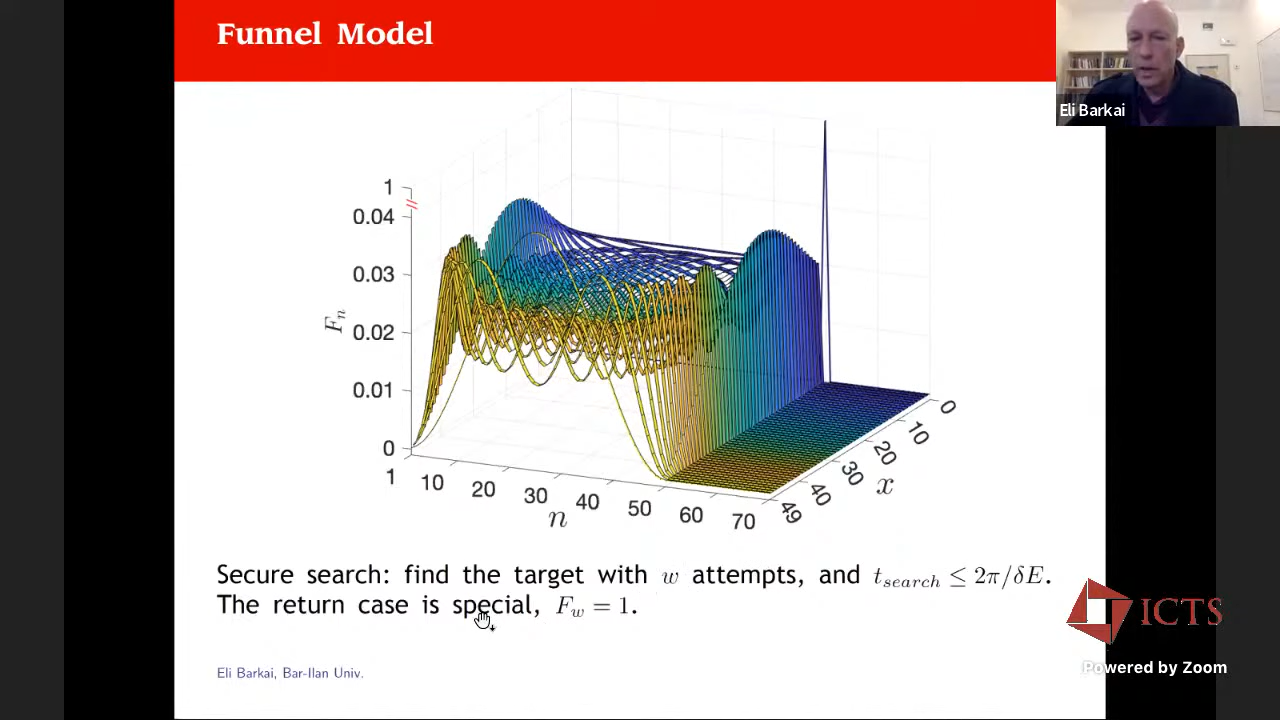 Funnel Model
Eli Barkai
1
0.04
0.03
0.02
0.01
0
F_n
1
10
20
30
40
50
60
70
n
0
10
20
30
40
49
x
Secure search: find the target with w attempts, and t_{search} ≤ 2π/δE.
The return case is special, F_w = 1.
ICTS
Powered by Zoom
Eli Barkai, Bar-Ilan Univ.